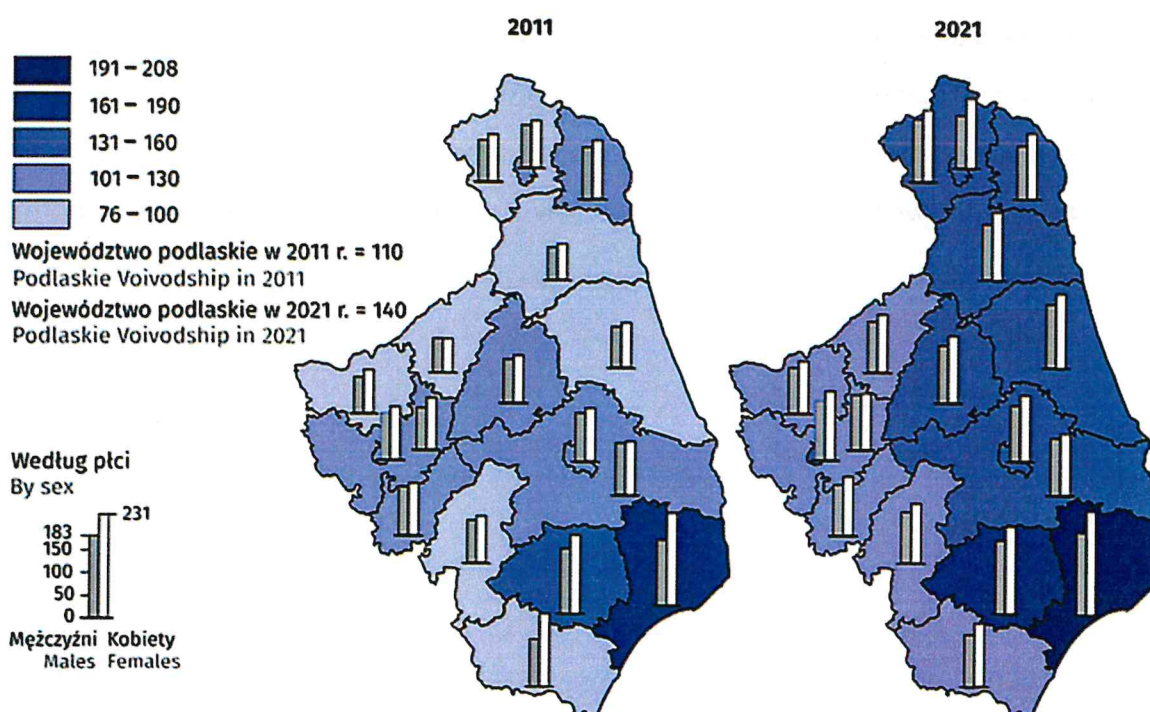 2011
2021
191 – 208
161 – 190
131 – 160
101 – 130
76 – 100
Województwo podlaskie w 2011 r. = 110
Podlaskie Voivodship in 2011
Województwo podlaskie w 2021 r. = 140
Podlaskie Voivodship in 2021
Według płci
By sex
231
183
150
100
50
0
Mężczyźni Kobiety
Males Females